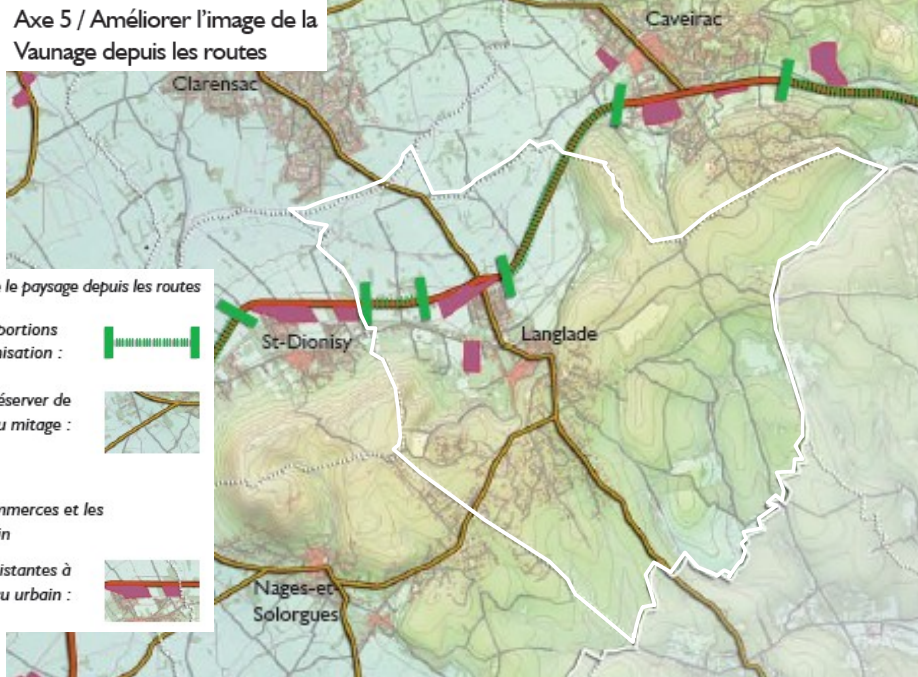 Axe 5 / Améliorer l'image de la
Vaunage depuis les routes
Caveirac
Clarensac
le paysage depuis les routes
portions
nisation :
St-Dionisy
Langlade
éserver de
u mitage :
mmerces et les
in
istantes à
u urbain :
Nages-et-
Solorgues